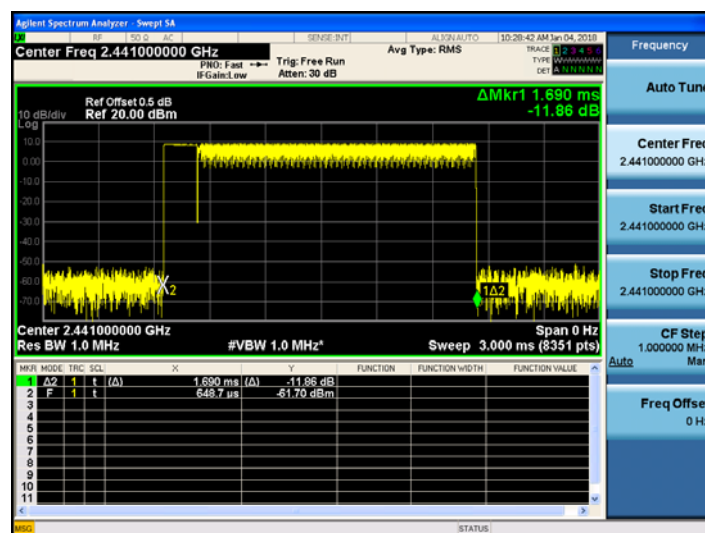 Agilent Spectrum Analyzer - Swept SA
RF 50 Ω AC SENSE:INT ALIGN AUTO 10:28:42 AM Jan 04, 2018
Center Freq 2.441000000 GHz Avg Type: RMS TRACE 1 2 3 4 5 6
PNO: Fast Trig: Free Run TYPE
IFGain:Low Atten: 30 dB DET A N N N N N
ΔMkr1 1.690 ms
-11.86 dB
Ref Offset 0.5 dB
10 dB/div Ref 20.00 dBm
Log
10.0
0.00
-10.0
-20.0
-30.0
-40.0
-50.0
-60.0
-70.0
2
1Δ2
Center 2.441000000 GHz Span 0 Hz
Res BW 1.0 MHz #VBW 1.0 MHz* Sweep 3.000 ms (8351 pts)
MKR MODE TRC SCL X Y FUNCTION FUNCTION WIDTH FUNCTION VALUE
1 Δ2 1 t (Δ) 1.690 ms (Δ) -11.86 dB
2 F 1 t 648.7 µs -61.70 dBm
3
4
5
6
7
8
9
10
11
MSG STATUS
Frequency
Auto Tune
Center Freq
2.441000000 GHz
Start Freq
2.441000000 GHz
Stop Freq
2.441000000 GHz
CF Step
1.000000 MHz
Auto Man
Freq Offset
0 Hz